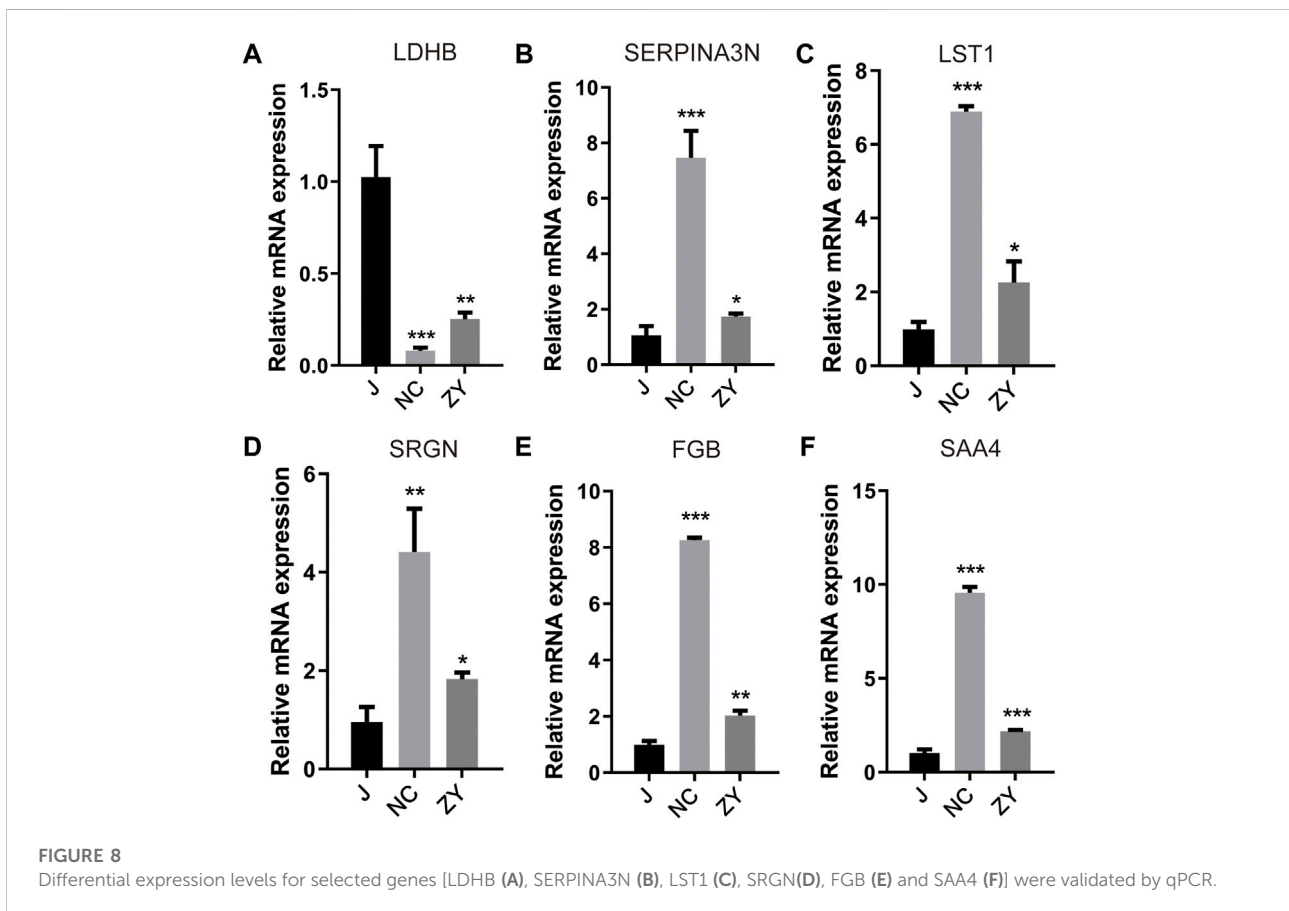 A LDHB
Relative mRNA expression
1.5
1.0
0.5
0.0
***
**
J NC ZY
B SERPINA3N
Relative mRNA expression
10
8
6
4
2
0
***
*
J NC ZY
C LST1
Relative mRNA expression
8
6
4
2
0
***
*
J NC ZY
D SRGN
Relative mRNA expression
6
4
2
0
**
*
J NC ZY
E FGB
Relative mRNA expression
10
8
6
4
2
0
***
**
J NC ZY
F SAA4
Relative mRNA expression
15
10
5
0
***
***
J NC ZY
FIGURE 8
Differential expression levels for selected genes [LDHB (A), SERPINA3N (B), LST1 (C), SRGN(D), FGB (E) and SAA4 (F)] were validated by qPCR.